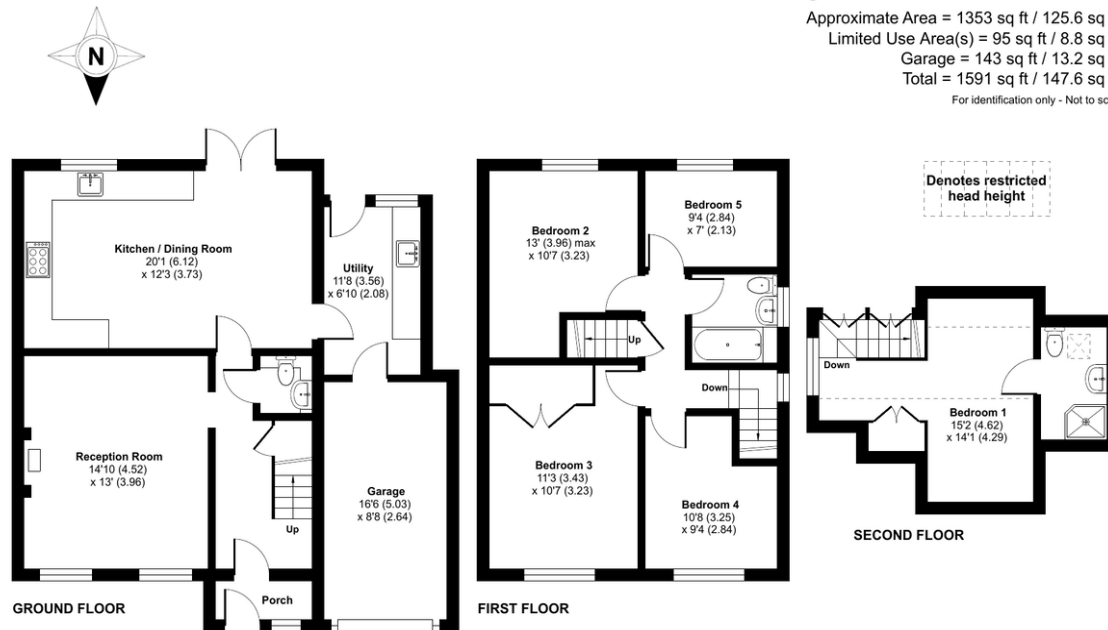 N
Approximate Area = 1353 sq ft / 125.6 sq
Limited Use Area(s) = 95 sq ft / 8.8 sq
Garage = 143 sq ft / 13.2 sq
Total = 1591 sq ft / 147.6 sq
For identification only - Not to sc
Denotes restricted
head height
Kitchen / Dining Room
20'1 (6.12)
x 12'3 (3.73)
Utility
11'8 (3.56)
x 6'10 (2.08)
Reception Room
14'10 (4.52)
x 13' (3.96)
Up
Garage
16'6 (5.03)
x 8'8 (2.64)
Porch
GROUND FLOOR
Bedroom 2
13' (3.96) max
x 10'7 (3.23)
Bedroom 5
9'4 (2.84)
x 7' (2.13)
Up
Down
Bedroom 3
11'3 (3.43)
x 10'7 (3.23)
Bedroom 4
10'8 (3.25)
x 9'4 (2.84)
FIRST FLOOR
Down
Bedroom 1
15'2 (4.62)
x 14'1 (4.29)
SECOND FLOOR